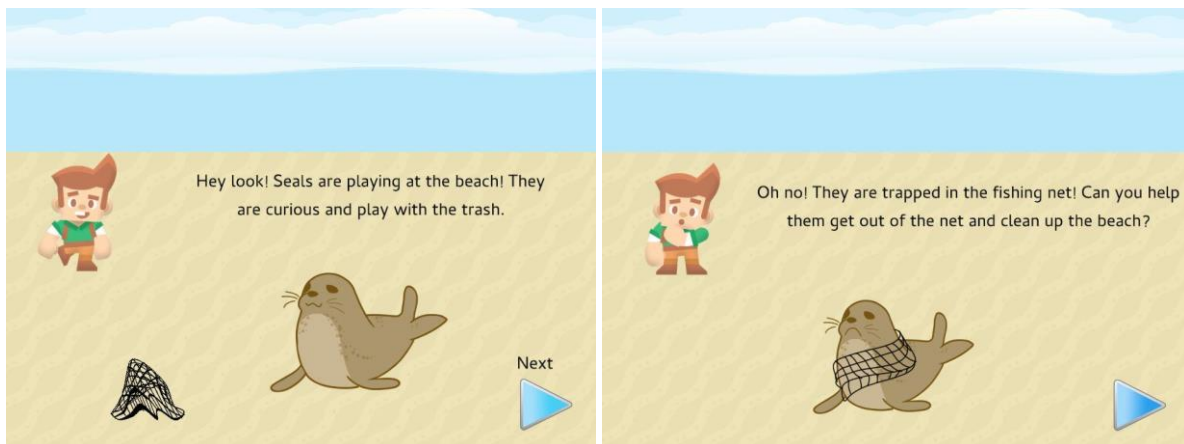 Hey look! Seals are playing at the beach! They
are curious and play with the trash.
Next
Oh no! They are trapped in the fishing net! Can you help
them get out of the net and clean up the beach?